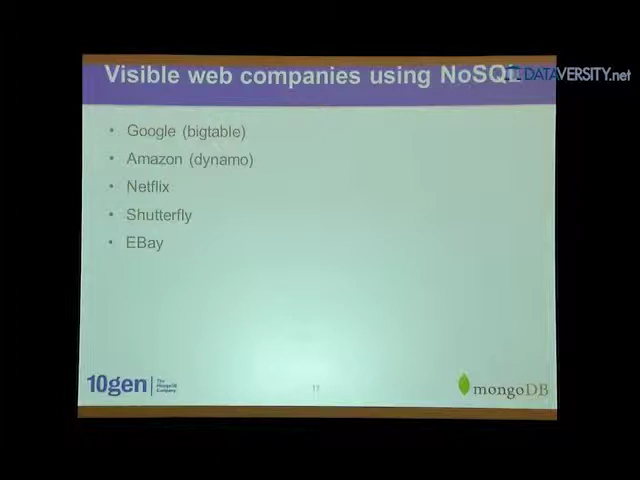 Visible web companies using NoSQL
DATAVERSITY.net
• Google (bigtable)
• Amazon (dynamo)
• Netflix
• Shutterfly
• EBay
10gen
The
MongoDB
Company
mongoDB